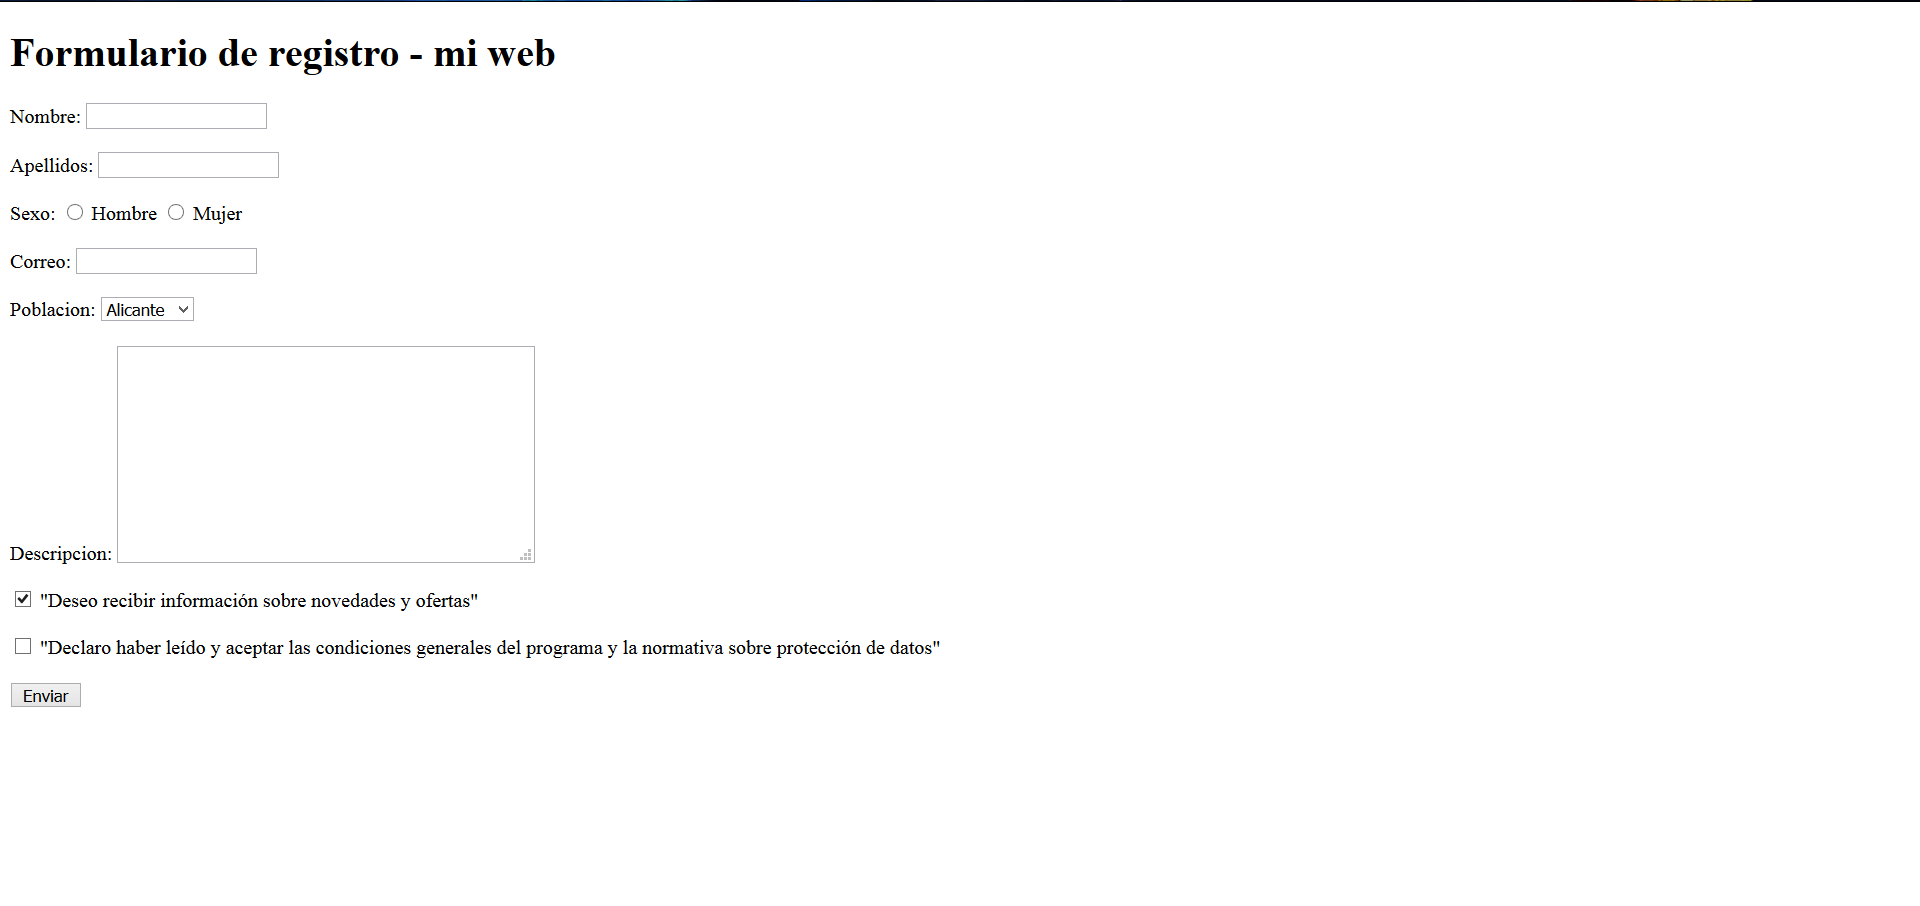 Formulario de registro - mi web
Nombre:
Apellidos:
Sexo: Hombre Mujer
Correo:
Poblacion: Alicante
Descripcion:
"Deseo recibir información sobre novedades y ofertas"
"Declaro haber leído y aceptar las condiciones generales del programa y la normativa sobre protección de datos"
Enviar